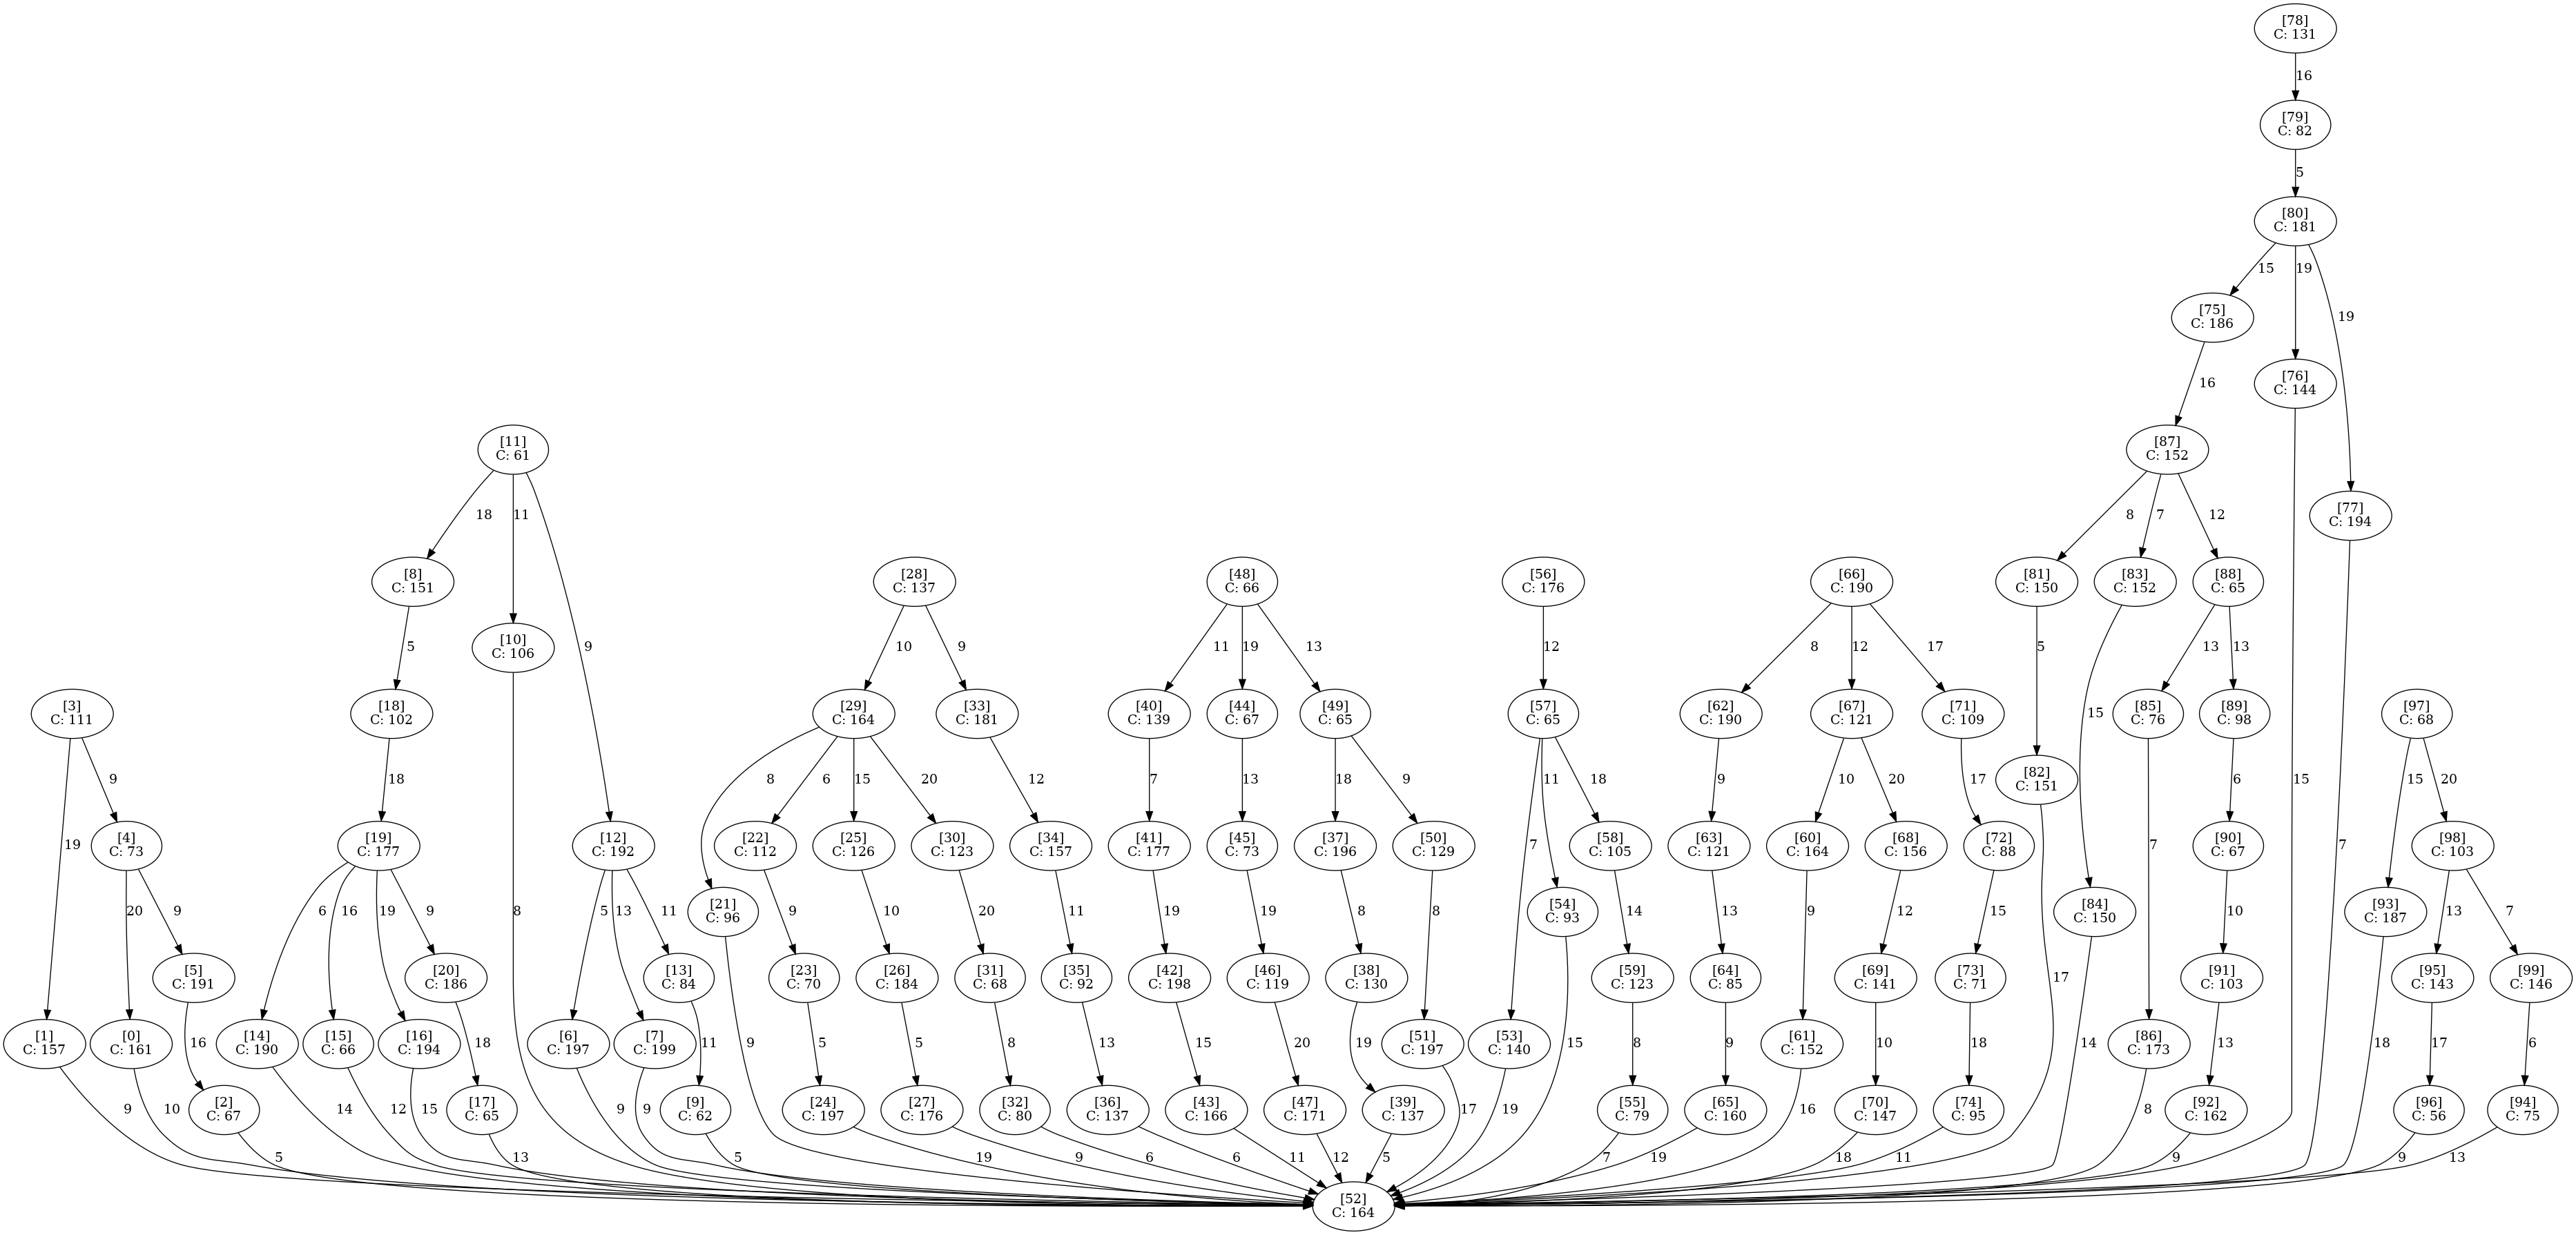 [78]
C: 131
16
[79]
C: 82
5
[80]
C: 181
15
19
19
[75]
C: 186
16
[76]
C: 144
[11]
C: 61
[87]
C: 152
18
11
9
8
7
12
[77]
C: 194
[8]
C: 151
[28]
C: 137
[48]
C: 66
[56]
C: 176
[66]
C: 190
[81]
C: 150
[83]
C: 152
[88]
C: 65
5
[10]
C: 106
10
9
11
19
13
12
8
12
17
5
15
13
13
[3]
C: 111
[18]
C: 102
[29]
C: 164
[33]
C: 181
[40]
C: 139
[44]
C: 67
[49]
C: 65
[57]
C: 65
[62]
C: 190
[67]
C: 121
[71]
C: 109
[85]
C: 76
[89]
C: 98
[97]
C: 68
19
9
18
8
6
15
20
12
7
13
18
9
7
11
18
9
10
20
17
[82]
C: 151
7
6
15
15
20
[4]
C: 73
[19]
C: 177
[12]
C: 192
[22]
C: 112
[25]
C: 126
[30]
C: 123
[34]
C: 157
[41]
C: 177
[45]
C: 73
[37]
C: 196
[50]
C: 129
[58]
C: 105
[63]
C: 121
[60]
C: 164
[68]
C: 156
[72]
C: 88
[90]
C: 67
7
[98]
C: 103
20
9
6
16
19
9
8
5
13
11
[21]
C: 96
9
10
20
11
19
19
8
8
[54]
C: 93
14
13
9
12
15
[84]
C: 150
10
[93]
C: 187
13
7
[5]
C: 191
[20]
C: 186
[13]
C: 84
[23]
C: 70
[26]
C: 184
[31]
C: 68
[35]
C: 92
[42]
C: 198
[46]
C: 119
[38]
C: 130
[59]
C: 123
[64]
C: 85
[69]
C: 141
[73]
C: 71
17
[91]
C: 103
[95]
C: 143
[99]
C: 146
[1]
C: 157
[0]
C: 161
16
[14]
C: 190
[15]
C: 66
[16]
C: 194
18
[6]
C: 197
[7]
C: 199
11
9
5
5
8
13
15
20
19
[51]
C: 197
[53]
C: 140
15
8
9
[61]
C: 152
10
18
14
[86]
C: 173
13
18
17
6
[2]
C: 67
[17]
C: 65
[9]
C: 62
[24]
C: 197
[27]
C: 176
[32]
C: 80
[36]
C: 137
[43]
C: 166
[47]
C: 171
[39]
C: 137
17
19
[55]
C: 79
[65]
C: 160
16
[70]
C: 147
[74]
C: 95
8
[92]
C: 162
[96]
C: 56
[94]
C: 75
9
10
5
14
12
15
13
9
9
5
19
9
6
6
11
12
5
7
19
18
11
9
9
13
[52]
C: 164